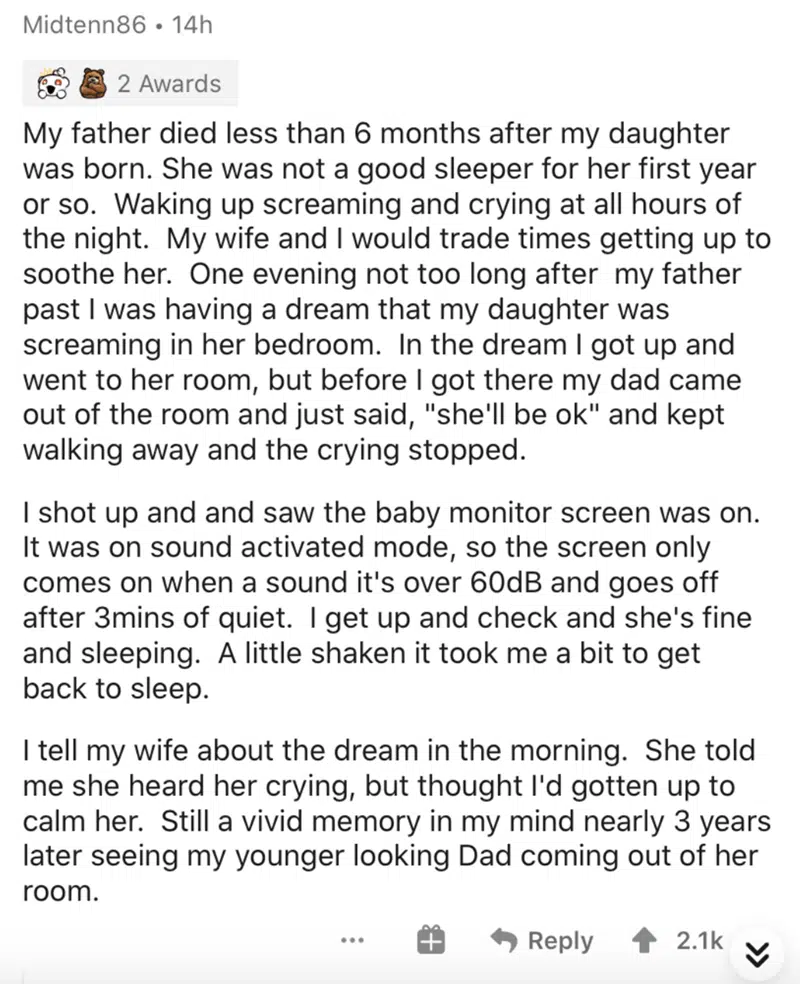 Midtenn86 • 14h
2 Awards
My father died less than 6 months after my daughter
was born. She was not a good sleeper for her first year
or so.  Waking up screaming and crying at all hours of
the night.  My wife and I would trade times getting up to
soothe her.  One evening not too long after  my father
past I was having a dream that my daughter was
screaming in her bedroom.  In the dream I got up and
went to her room, but before I got there my dad came
out of the room and just said, "she'll be ok" and kept
walking away and the crying stopped.
I shot up and and saw the baby monitor screen was on.
It was on sound activated mode, so the screen only
comes on when a sound it's over 60dB and goes off
after 3mins of quiet.  I get up and check and she's fine
and sleeping.  A little shaken it took me a bit to get
back to sleep.
I tell my wife about the dream in the morning.  She told
me she heard her crying, but thought I'd gotten up to
calm her.  Still a vivid memory in my mind nearly 3 years
later seeing my younger looking Dad coming out of her
room.
... Reply 2.1k